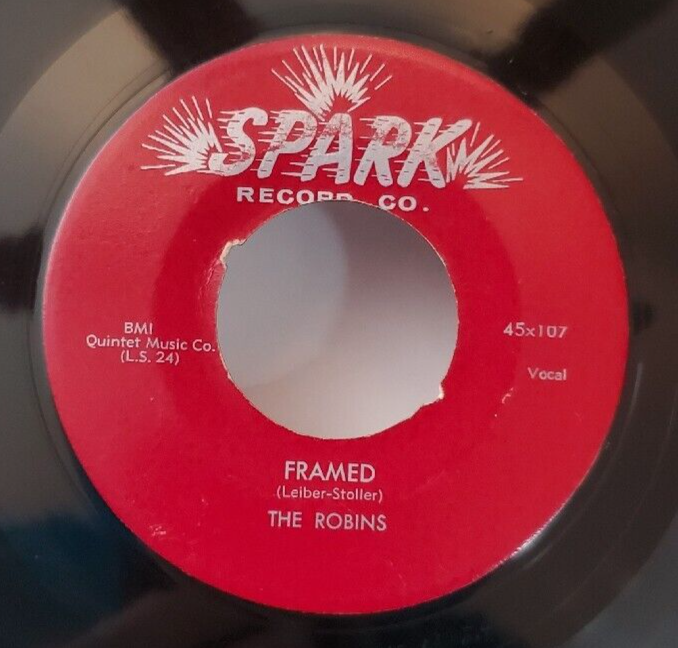 SPARK
RECORD CO.
BMI
Quintet Music Co.
(L.S. 24)
45x107
Vocal
FRAMED
(Leiber-Stoller)
THE ROBINS